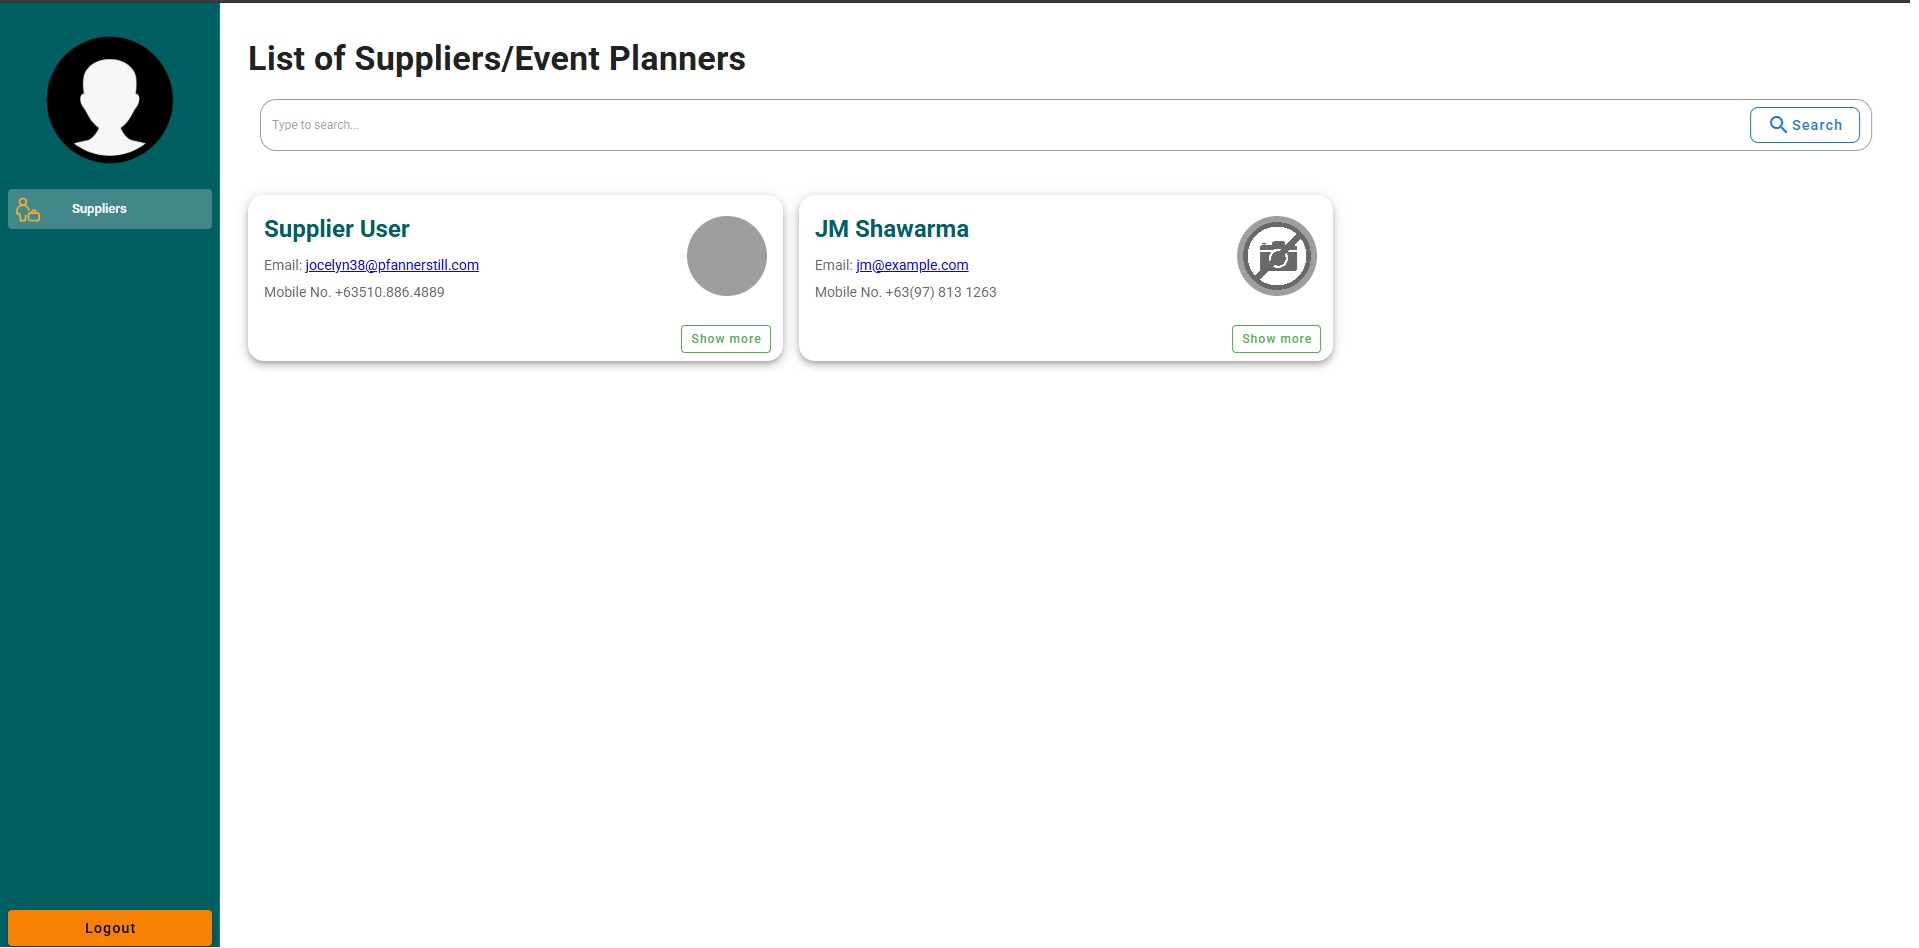 List of Suppliers/Event Planners
Type to search...
Search
Suppliers
Supplier User
Email: jocelyn38@pfannerstill.com
Mobile No. +63510.886.4889
Show more
JM Shawarma
Email: jm@example.com
Mobile No. +63(97) 813 1263
Show more
Logout